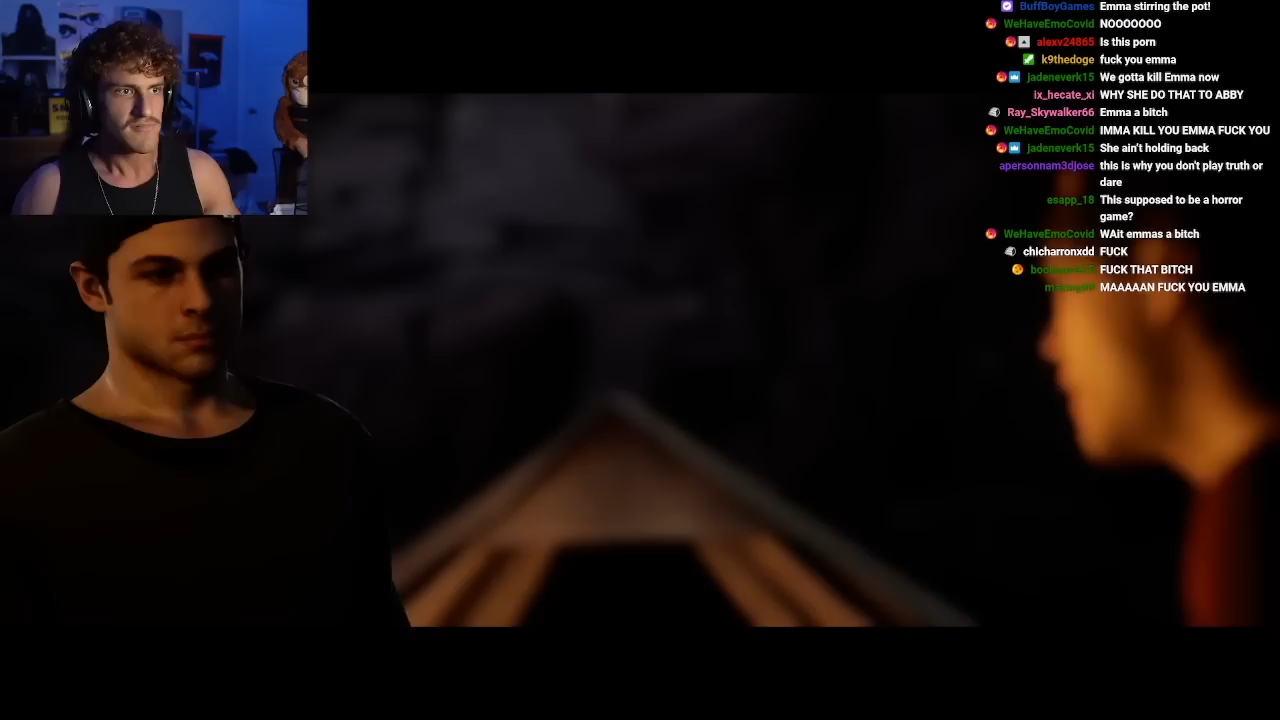 BuffBoyGames Emma stirring the pot!
WeHaveEmoCovid NOOOOOOO
alexv24865 Is this porn
k9thedoge fuck you emma
jadeneverk15 We gotta kill Emma now
ix_hecate_xi WHY SHE DO THAT TO ABBY
Ray_Skywalker66 Emma a bitch
WeHaveEmoCovid IMMA KILL YOU EMMA FUCK YOU
jadeneverk15 She ain't holding back
apersonnam3djose this is why you don't play truth or
dare
esapp_18 This supposed to be a horror
game?
WeHaveEmoCovid WAit emmas a bitch
chicharronxdd FUCK
FUCK THAT BITCH
MAAAAAN FUCK YOU EMMA